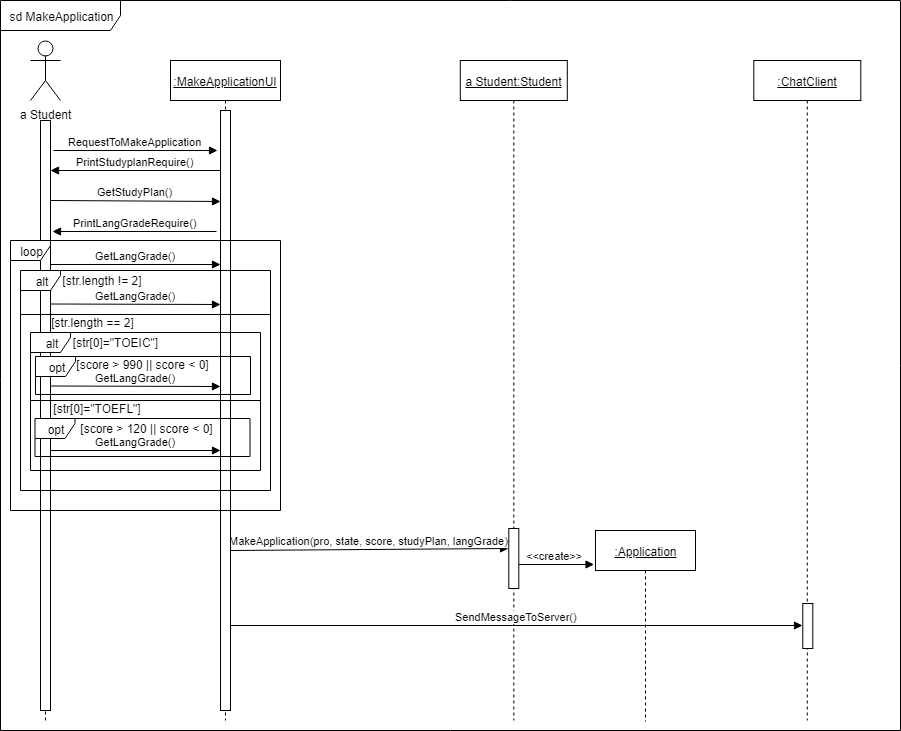 sd MakeApplication
a Student
:MakeApplicationUI
a Student:Student
:ChatClient
RequestToMakeApplication
PrintStudyplanRequire()
GetStudyPlan()
PrintLangGradeRequire()
loop
GetLangGrade()
alt
[str.length != 2]
GetLangGrade()
[str.length == 2]
alt
[str[0]="TOEIC"]
opt
[score > 990 || score < 0]
GetLangGrade()
[str[0]="TOEFL"]
opt
[score > 120 || score < 0]
GetLangGrade()
MakeApplication(pro, state, score, studyPlan, langGrade)
<<create>>
:Application
SendMessageToServer()